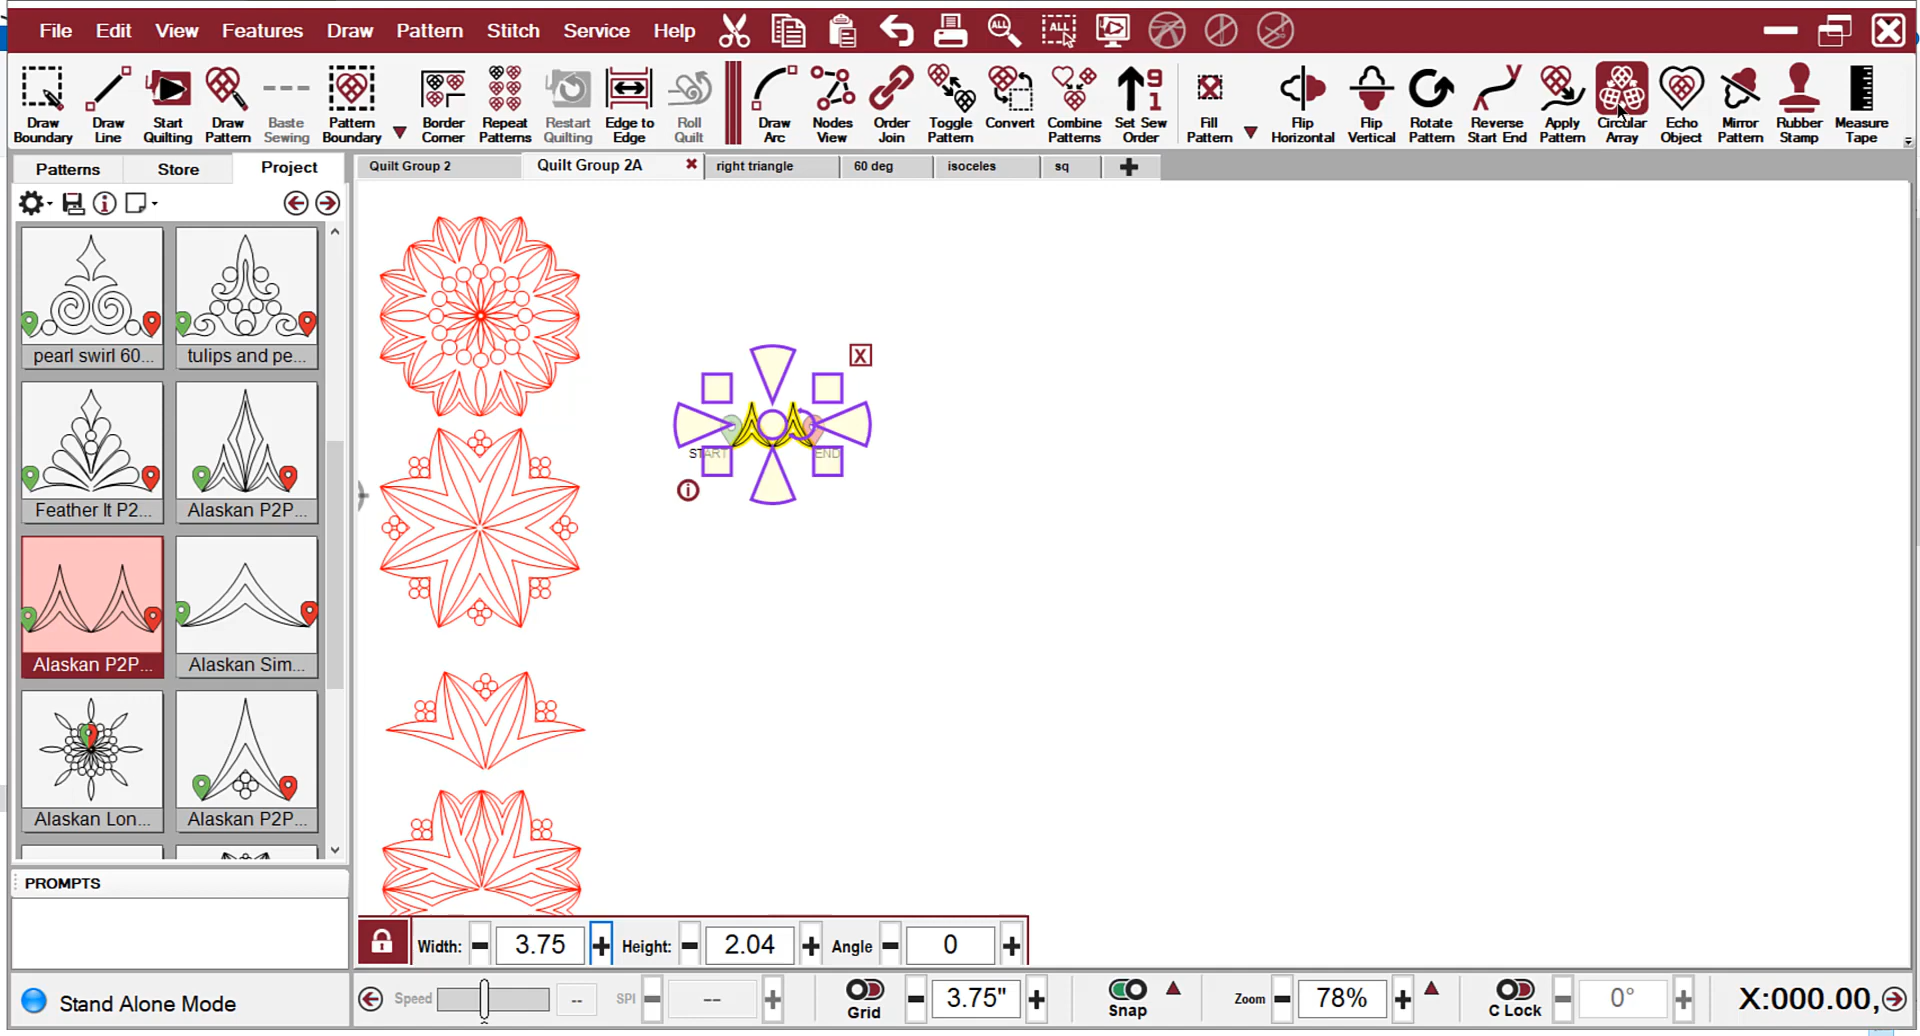 File Edit View Features Draw Pattern Stitch Service Help ALL ALL
Draw Boundary
Draw Line
Start Quilting
Draw Pattern
Baste Sewing
Pattern Boundary
Border Corner
Repeat Patterns
Restart Quilting
Edge to Edge
Roll Quilt
Draw Arc
Nodes View
Order Join
Toggle Pattern
Convert
Combine Patterns
9 1
Set Sew Order
Fill Pattern
Flip Horizontal
Flip Vertical
Rotate Pattern
Reverse Start End
Apply Pattern
Circular Array
Echo Object
Mirror Pattern
Rubber Stamp
Measure Tape
Patterns Store Project
Quilt Group 2 Quilt Group 2A right triangle 60 deg isoceles sq
pearl swirl 60... tulips and pe...
Feather It P2... Alaskan P2P...
Alaskan P2P... Alaskan Sim...
Alaskan Lon... Alaskan P2P...
X
START END
PROMPTS
Width: 3.75 Height: 2.04 Angle 0
Stand Alone Mode
Speed -- SPI -- Grid 3.75" Snap Zoom 78% C Lock 0° X:000.00,